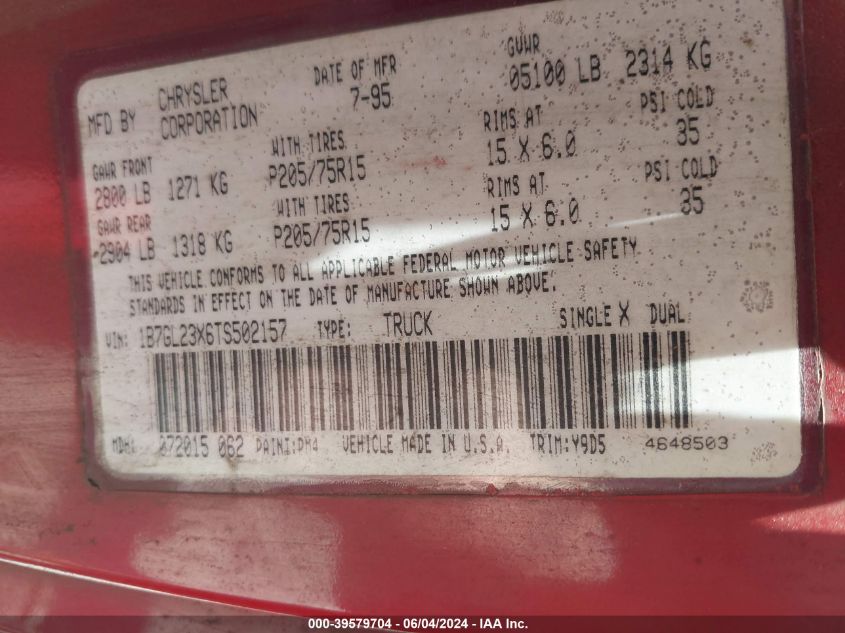 MFD BY CHRYSLER CORPORATION DATE OF MFR 7-95 GVWR 05100 LB 2314 KG
GAWR FRONT 2800 LB 1271 KG WITH TIRES P205/75R15 RIMS AT 15 X 6.0 PSI COLD 35
GAWR REAR 2904 LB 1318 KG WITH TIRES P205/75R15 RIMS AT 15 X 6.0 PSI COLD 35
THIS VEHICLE CONFORMS TO ALL APPLICABLE FEDERAL MOTOR VEHICLE SAFETY
STANDARDS IN EFFECT ON THE DATE OF MANUFACTURE SHOWN ABOVE.
VIN: 1B7GL23X6TS502157 TYPE: TRUCK SINGLE X DUAL
MDH: 072015 062 PAINT:PM4 VEHICLE MADE IN U.S.A. TRIM:Y9D5 4648503
000-39579704 - 06/04/2024 - IAA Inc.